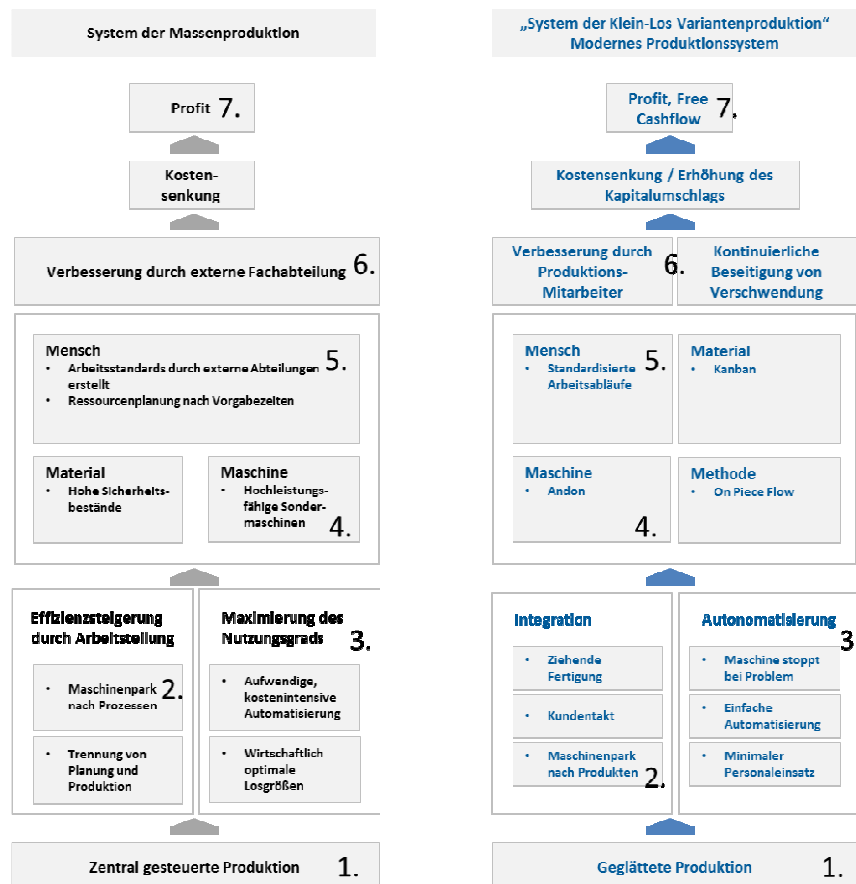 System der Massenproduktion
Profit 7.
Kosten-
senkung
Verbesserung durch externe Fachabteilung 6.
Mensch 5.
• Arbeitsstandards durch externe Abteilungen
erstellt
• Ressourcenplanung nach Vorgabezeiten
Material
• Hohe Sicherheits-
bestände
Maschine
• Hochleistungs-
fähige Sonder-
maschinen 4.
Effizienzsteigerung
durch Arbeitsteilung
• Maschinenpark
nach Prozessen 2.
• Trennung von
Planung und
Produktion
Maximierung des
Nutzungsgrads 3.
• Aufwendige,
kostenintensive
Automatisierung
• Wirtschaftlich
optimale
Losgrößen
Zentral gesteuerte Produktion 1.
„System der Klein-Los Variantenproduktion“
Modernes Produktionssystem
Profit, Free
Cashflow 7.
Kostensenkung / Erhöhung des
Kapitalumschlags
Verbesserung durch
Produktions-
Mitarbeiter 6.
Kontinuierliche
Beseitigung von
Verschwendung
Mensch 5.
• Standardisierte
Arbeitsabläufe
Material
• Kanban
Maschine
• Andon
4.
Methode
• On Piece Flow
Integration
• Ziehende
Fertigung
• Kundentakt
• Maschinenpark
nach Produkten 2.
Autonomatisierung 3
• Maschine stoppt
bei Problem
• Einfache
Automatisierung
• Minimaler
Personaleinsatz
Geglättete Produktion 1.